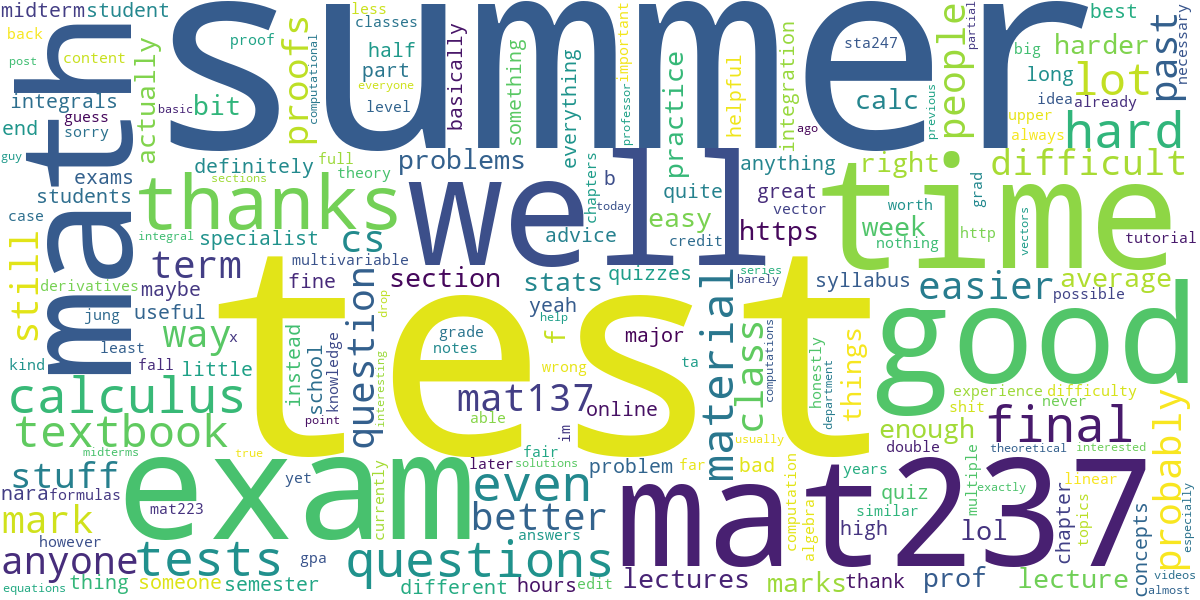 summer
test
mat237
well
good
time
math
exam
thanks
final
even
hard
calculus
textbook
mat137
tests
questions
better
easier
lot
difficult
past
people
proofs
class
material
question
probably
still
stuff
mark
anyone
term
way
cs
section
https
harder
calc
right
average
enough
problems
practice
lectures
lecture
marks
prof
lol
week
easy
stats
quizzes
syllabus
advice
specialist
definitely
bit
actually
midterm
student
back
post
content
classes
less
proof
half
part
level
everyone
computational
basically
something
everything
important
professor
helpful
integration
sta247
ago
previous
partial
big
best
long
idea
already
upper
always
necessary
integrals
guess
basic
end
sorry
guy
exams
students
case
full
theory
sections
integral
derivatives
maybe
multivariable
fine
useful
jung
least
fall
kind
little
x
instead
school
knowledge
point
drop
interesting
yeah
help
f
grade
notes
able
wrong
im
online
major
ta
chapters
today
b
quite
credit
anything
great
vector
series
barely
computations
worth
nothing
http
grad
vectors
tutorial
possible
experience
difficulty
shit
never
honestly
department
things
usually
bad
far
problem
double
theoretical
interested
years
similar
exactly
quiz
multiple
high
linear
topics
chapter
concepts
especially
videos
almost
computation
algebra
fair
solutions
later
answers
edit
hours
different
thank
currently
true
yet
gpa
semester
someone
thing
equations
however
nara
formulas
mat223
midterms